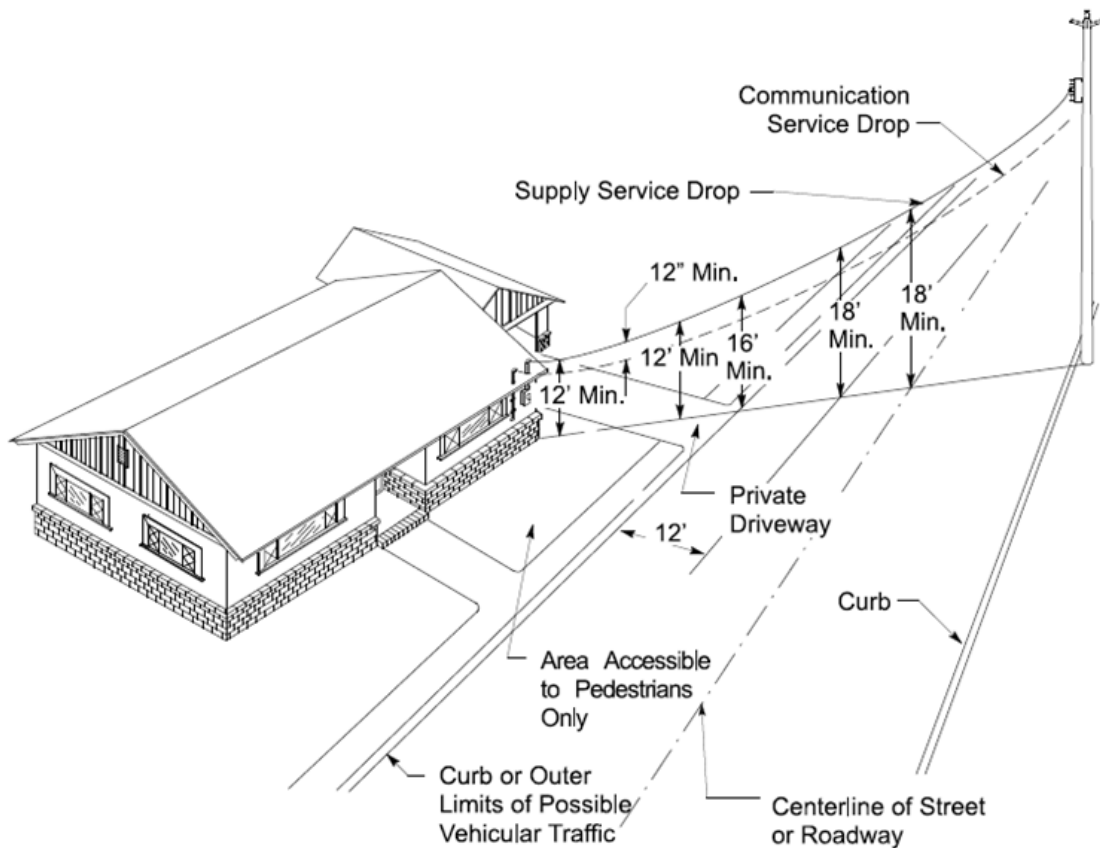 Communication
Service Drop
Supply Service Drop
12” Min.
18’
Min.
18’
Min.
16’
Min.
12’ Min
12’ Min.
Private
Driveway
12’
Curb
Area Accessible
to Pedestrians
Only
Curb or Outer
Limits of Possible
Vehicular Traffic
Centerline of Street
or Roadway